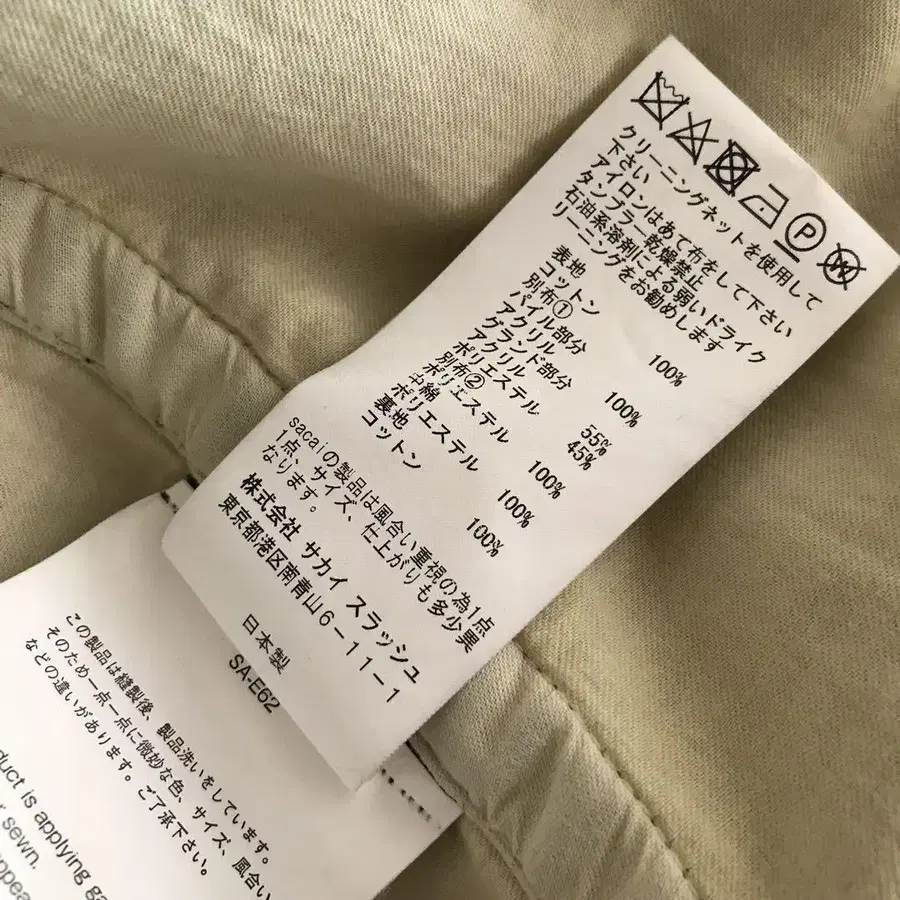 P
W
クリーニングネットを使用して
下さい
アイロンはあて布をして下さい
タンブラー乾燥禁止
石油系溶剤による弱いドライク
リーニングをお勧めします
表地
コットン 100%
別布①
パイル部分
アクリル 100%
グランド部分
アクリル 55%
ポリエステル 45%
別布②
ポリエステル 100%
中綿
ポリエステル 100%
裏地
コットン 100%
sacaiの製品は風合い重視の為1点
1点、サイズ、仕上がりも多少異
なります。
株式会社 サカイ スラッシュ
東京都港区南青山6-11-1
日本製
SA-E62
この製品は縫製後、製品洗いをしています。
そのため一点一点に微妙な色、サイズ、風合い
などの違いがあります。ご了承下さい。
duct is applying ga
sewn.
appea